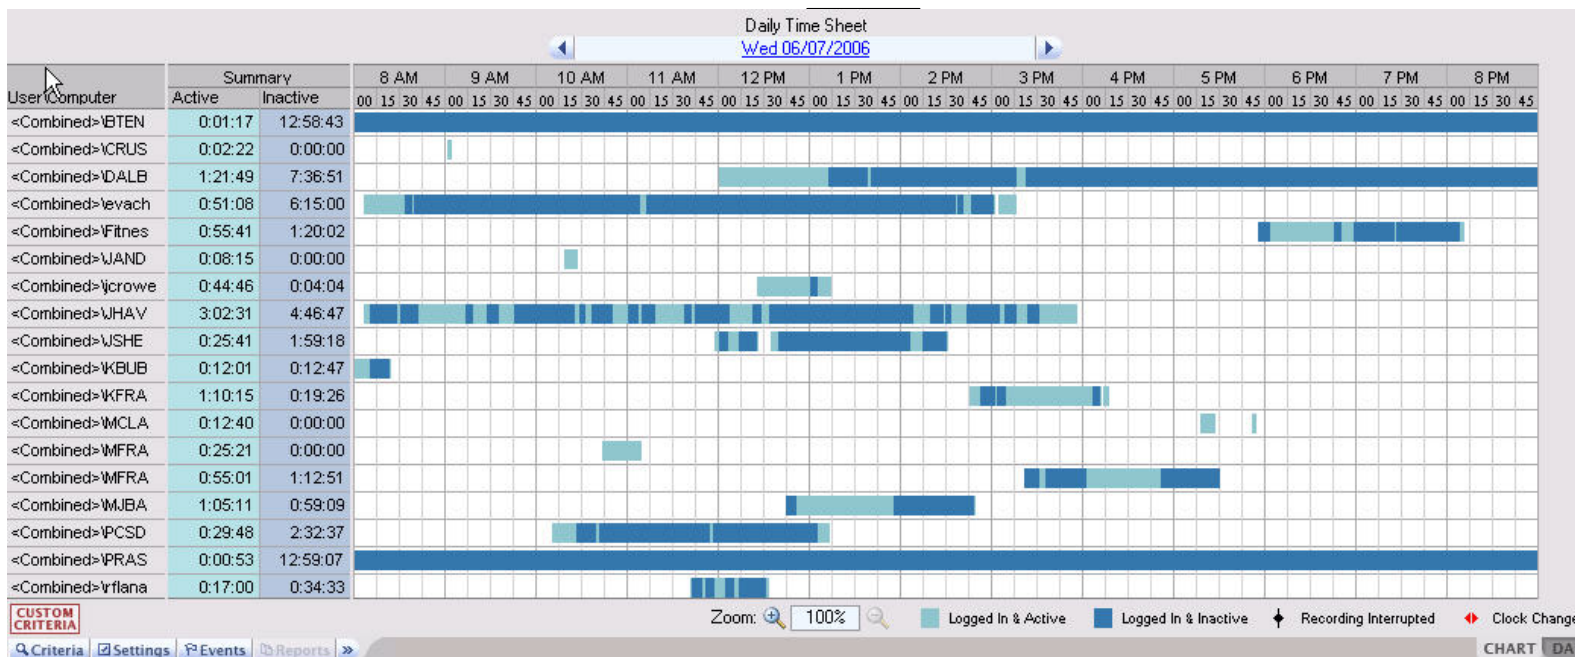 Daily Time Sheet
Wed 06/07/2006
Summary 8 AM 9 AM 10 AM 11 AM 12 PM 1 PM 2 PM 3 PM 4 PM 5 PM 6 PM 7 PM 8 PM
User\Computer Active Inactive 00 15 30 45 00 15 30 45 00 15 30 45 00 15 30 45 00 15 30 45 00 15 30 45 00 15 30 45 00 15 30 45 00 15 30 45 00 15 30 45 00 15 30 45 00 15 30 45 00 15 30 45
<Combined>\BTEN 0:01:17 12:58:43
<Combined>\CRUS 0:02:22 0:00:00
<Combined>\DALB 1:21:49 7:36:51
<Combined>\evach 0:51:08 6:15:00
<Combined>\Fitnes 0:55:41 1:20:02
<Combined>\JAND 0:08:15 0:00:00
<Combined>\jcrowe 0:44:46 0:04:04
<Combined>\JHAV 3:02:31 4:46:47
<Combined>\JSHE 0:25:41 1:59:18
<Combined>\KBUB 0:12:01 0:12:47
<Combined>\KFRA 1:10:15 0:19:26
<Combined>\MCLA 0:12:40 0:00:00
<Combined>\MFRA 0:25:21 0:00:00
<Combined>\MFRA 0:55:01 1:12:51
<Combined>\MJBA 1:05:11 0:59:09
<Combined>\PCSD 0:29:48 2:32:37
<Combined>\PRAS 0:00:53 12:59:07
<Combined>\rflana 0:17:00 0:34:33
CUSTOM
CRITERIA
Zoom: 100% Logged In & Active Logged In & Inactive Recording Interrupted Clock Change
Criteria Settings Events Reports » CHART DA